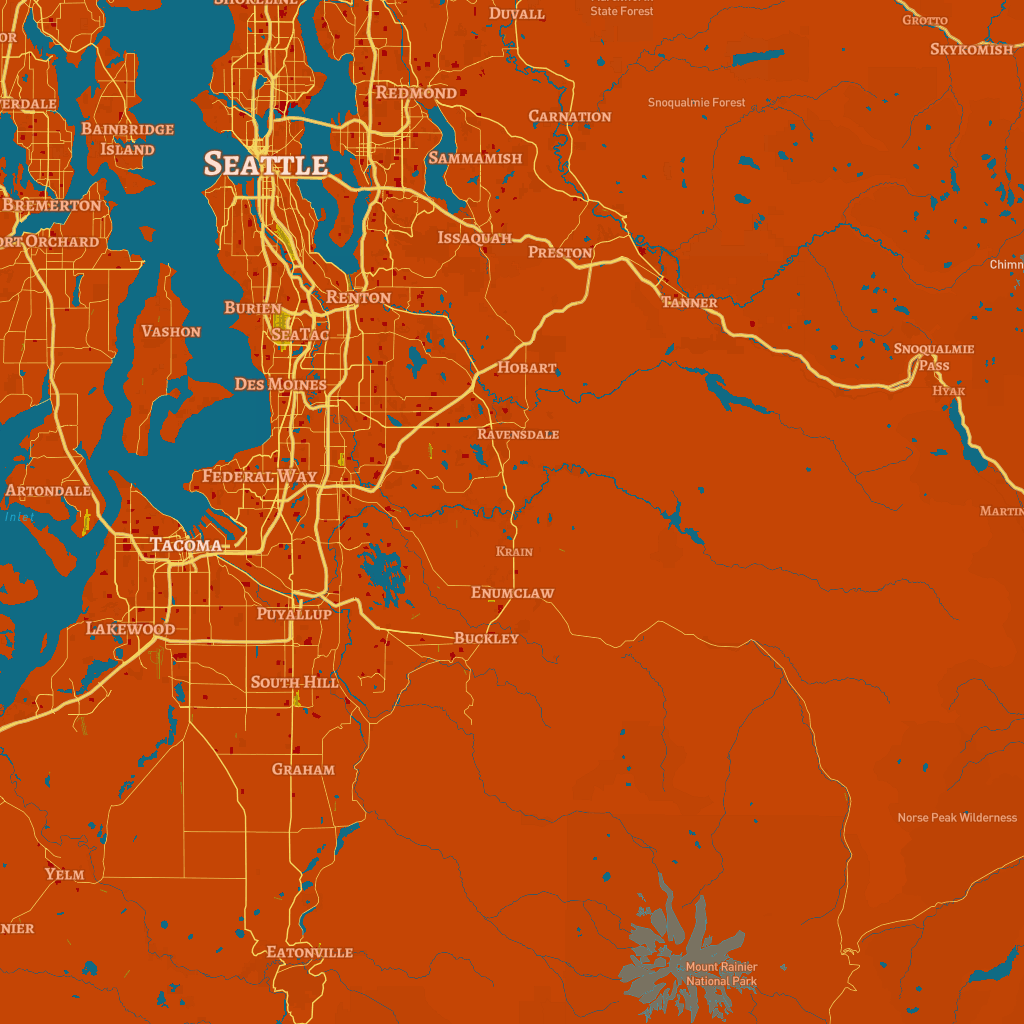 Shoreline
Duvall
State Forest
Grotto
Skykomish
Redmond
Snoqualmie Forest
Carnation
Bainbridge
Island
Seattle
Sammamish
Bremerton
Issaquah
Preston
Renton
Burien
SeaTac
Tanner
Vashon
Snoqualmie
Pass
Hyak
Hobart
Des Moines
Ravensdale
Federal Way
Artondale
Inlet
Tacoma
Krain
Enumclaw
Puyallup
Lakewood
Buckley
South Hill
Graham
Norse Peak Wilderness
Yelm
Eatonville
Mount Rainier
National Park